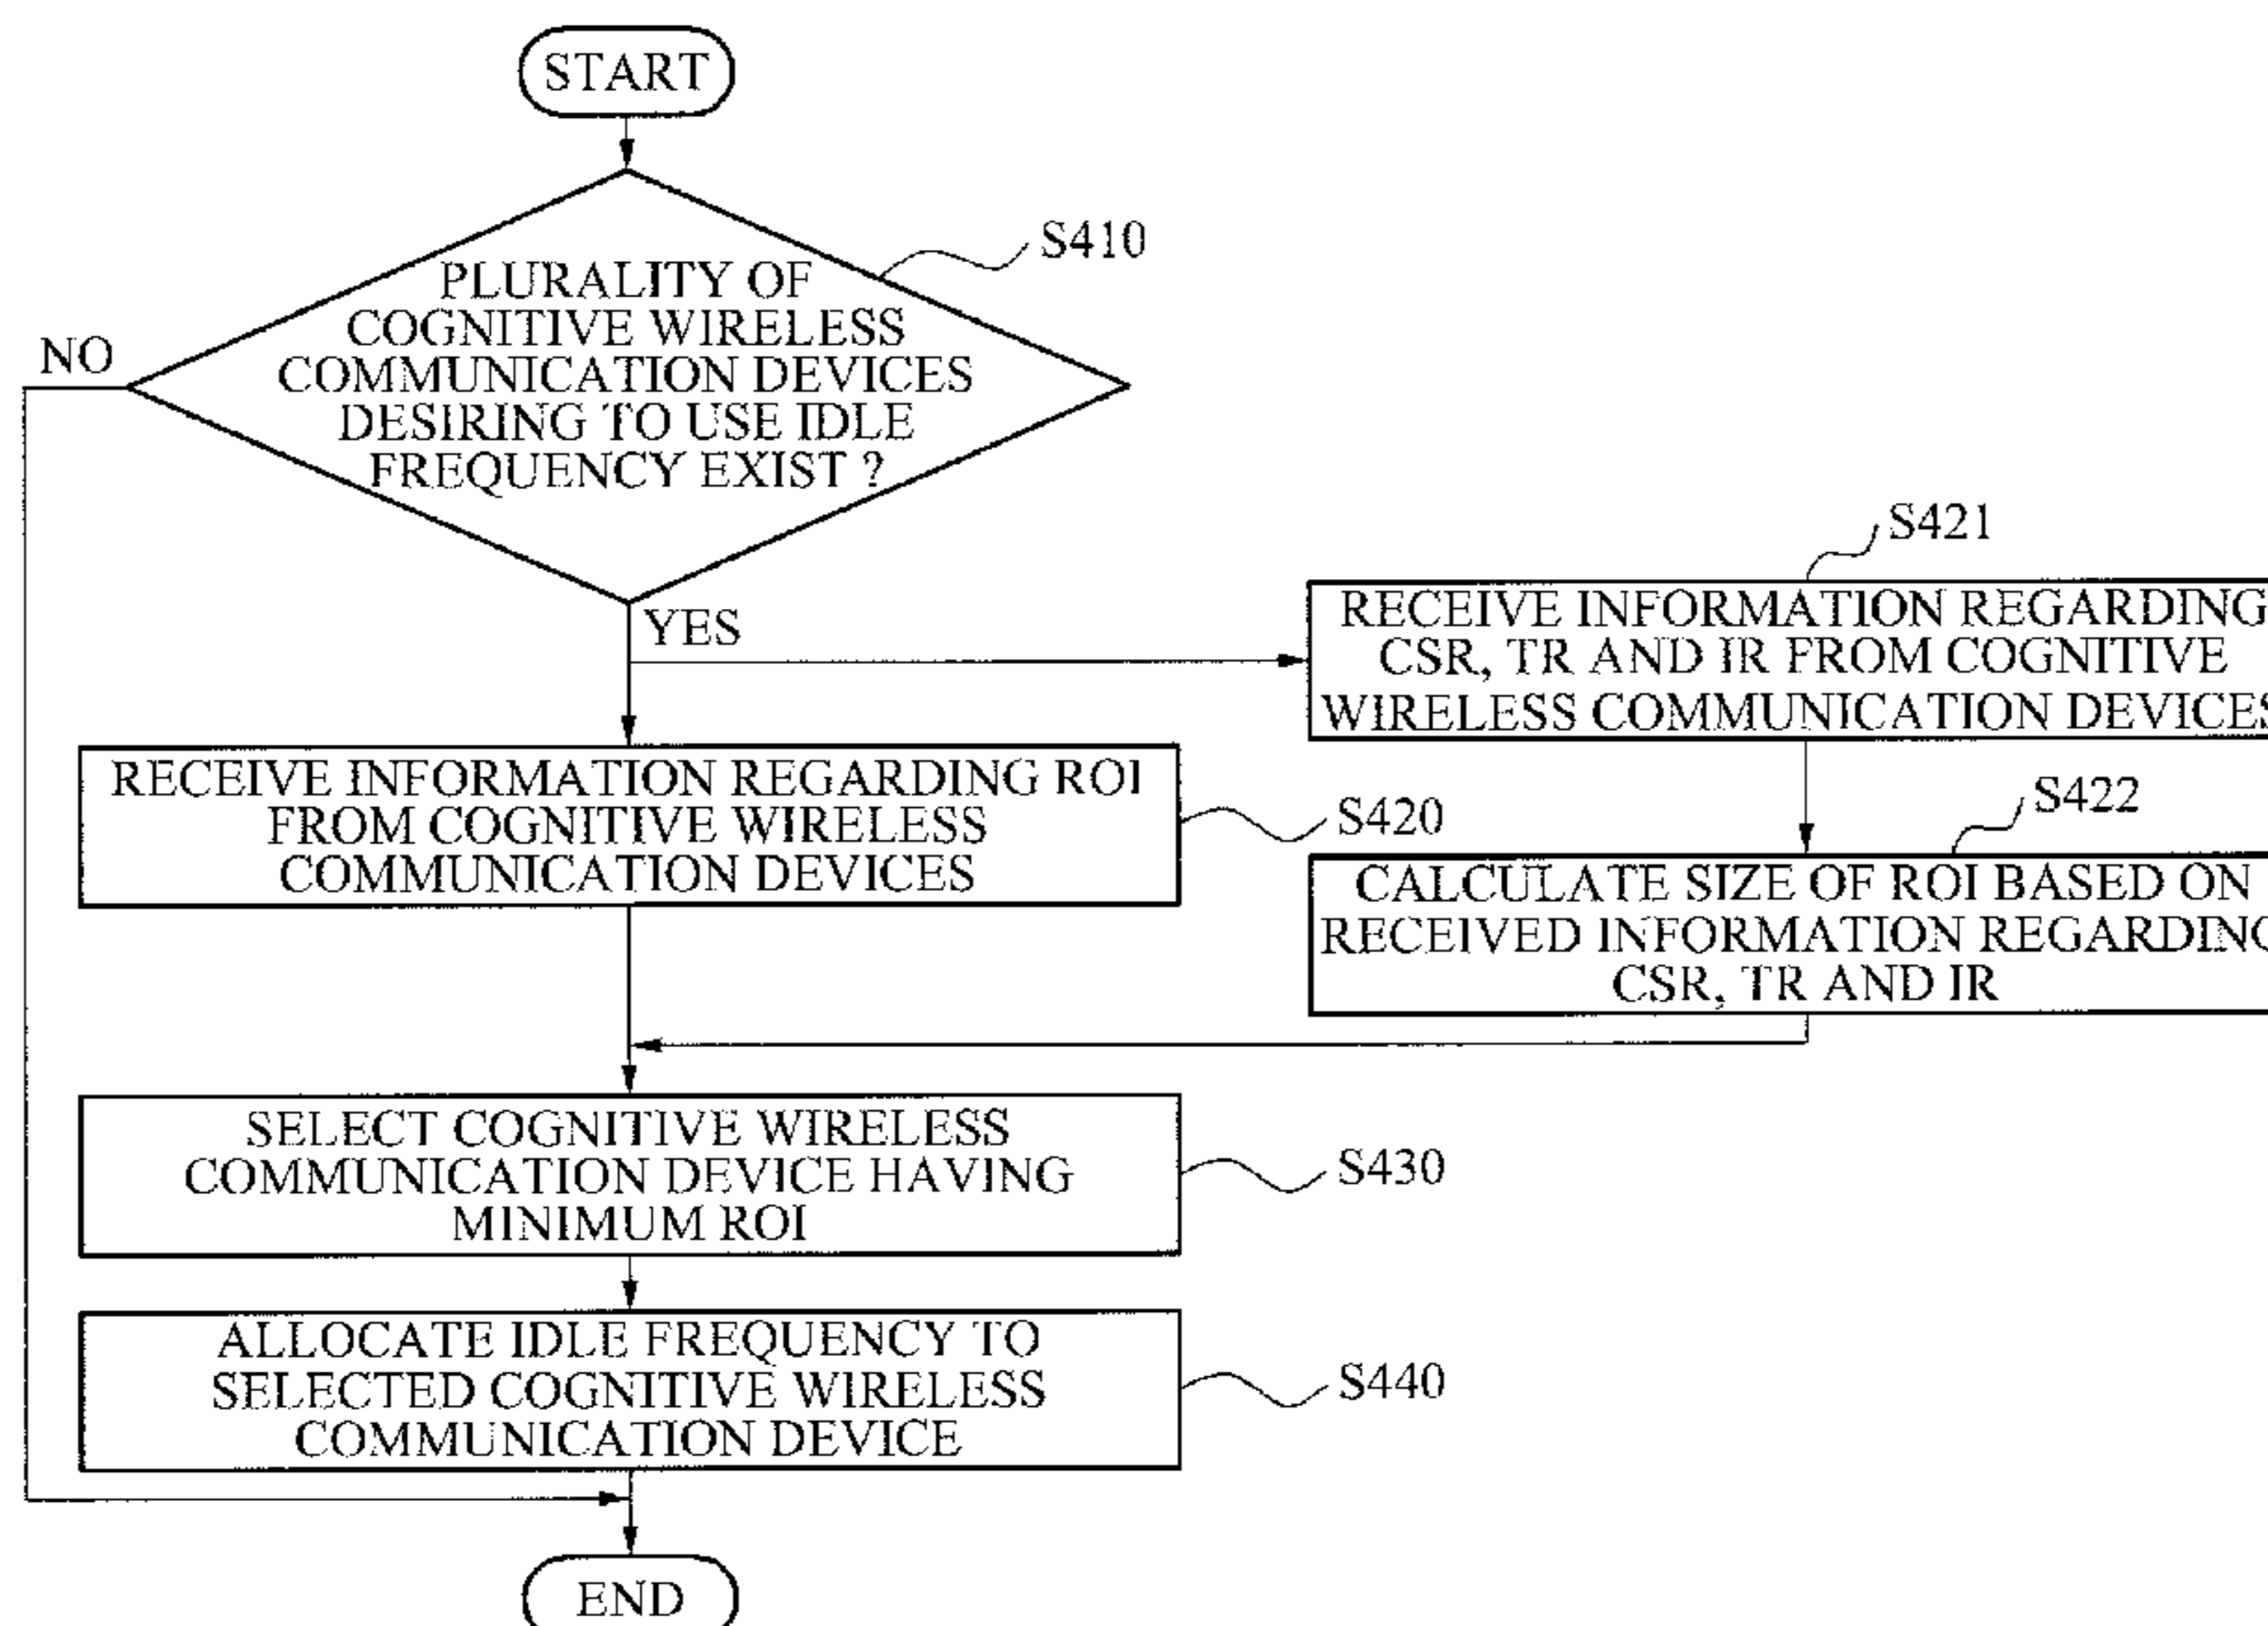 START
S410
PLURALITY OF
COGNITIVE WIRELESS
COMMUNICATION DEVICES
DESIRING TO USE IDLE
FREQUENCY EXIST ?
NO
YES
S421
RECEIVE INFORMATION REGARDING
CSR, TR AND IR FROM COGNITIVE
WIRELESS COMMUNICATION DEVICES
RECEIVE INFORMATION REGARDING ROI
FROM COGNITIVE WIRELESS
COMMUNICATION DEVICES
S420
S422
CALCULATE SIZE OF ROI BASED ON
RECEIVED INFORMATION REGARDING
CSR, TR AND IR
SELECT COGNITIVE WIRELESS
COMMUNICATION DEVICE HAVING
MINIMUM ROI
S430
ALLOCATE IDLE FREQUENCY TO
SELECTED COGNITIVE WIRELESS
COMMUNICATION DEVICE
S440
END